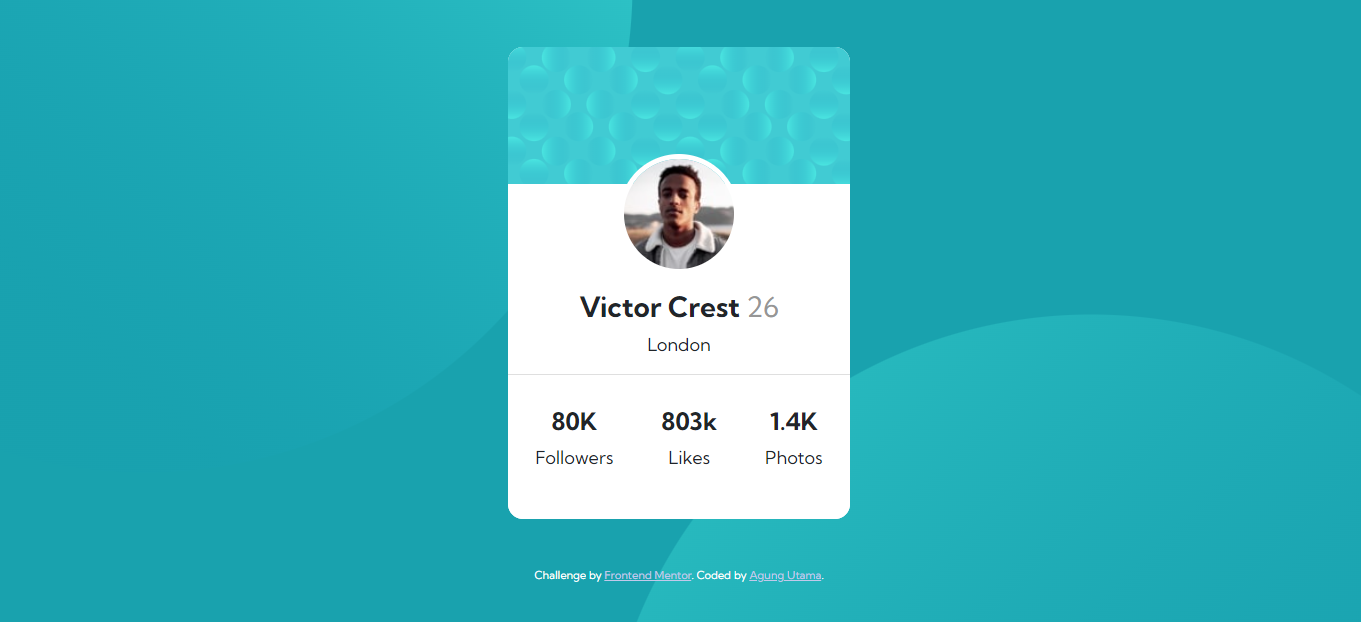 Victor Crest 26
London
80K 803k 1.4K
Followers Likes Photos
Challenge by Frontend Mentor. Coded by Agung Utama.